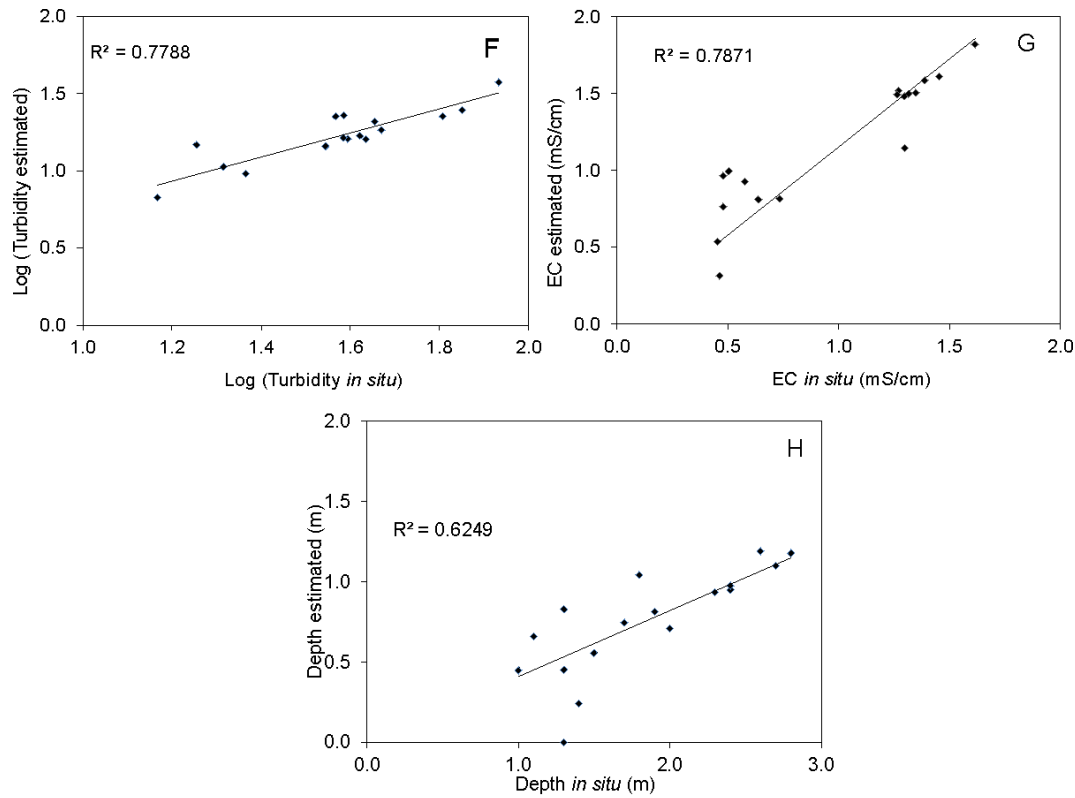 2.0
R² = 0.7788
F
1.5
1.0
0.5
0.0
Log (Turbidity estimated)
1.0 1.2 1.4 1.6 1.8 2.0
Log (Turbidity in situ)
2.0
R² = 0.7871
G
1.5
1.0
0.5
0.0
EC estimated (mS/cm)
0.0 0.5 1.0 1.5 2.0
EC in situ (mS/cm)
2.0
H
1.5
R² = 0.6249
1.0
0.5
0.0
Depth estimated (m)
0.0 1.0 2.0 3.0
Depth in situ (m)